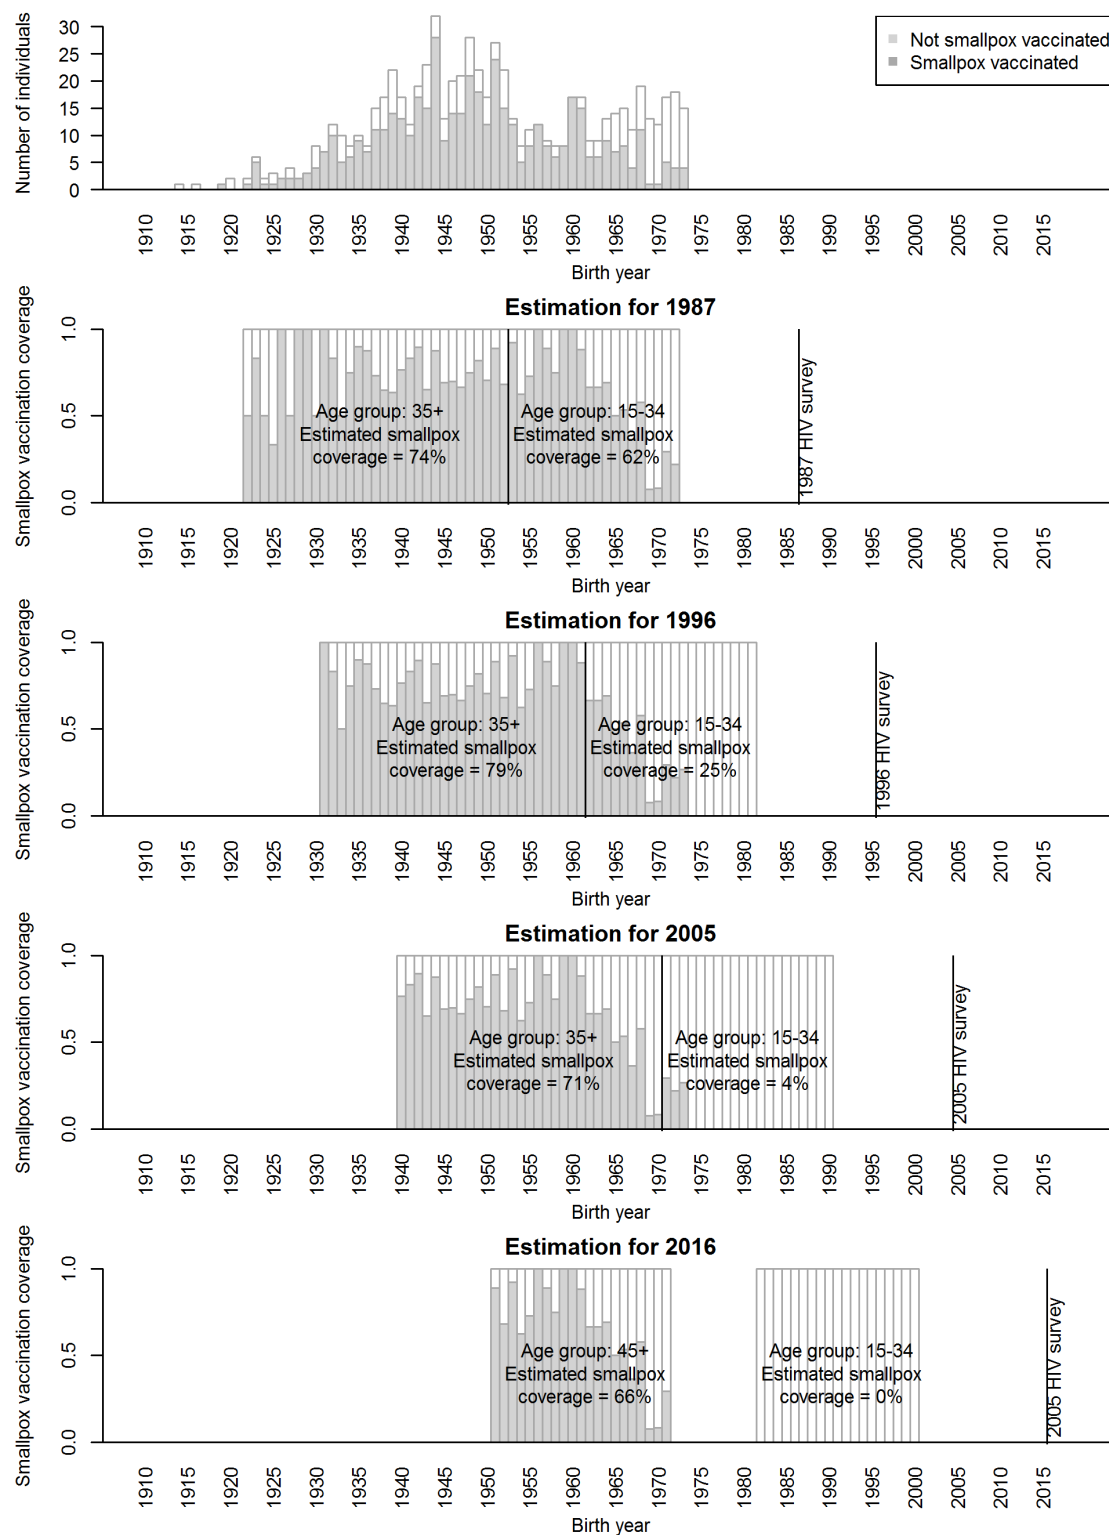 Number of individuals
30
25
20
15
10
5
0
Not smallpox vaccinated
Smallpox vaccinated
1910 1915 1920 1925 1930 1935 1940 1945 1950 1955 1960 1965 1970 1975 1980 1985 1990 1995 2000 2005 2010 2015
Birth year
Estimation for 1987
Smallpox vaccination coverage
1.0
0.5
0.0
Age group: 35+
Estimated smallpox
coverage = 74%
Age group: 15-34
Estimated smallpox
coverage = 62%
1987 HIV survey
1910 1915 1920 1925 1930 1935 1940 1945 1950 1955 1960 1965 1970 1975 1980 1985 1990 1995 2000 2005 2010 2015
Birth year
Estimation for 1996
Smallpox vaccination coverage
1.0
0.5
0.0
Age group: 35+
Estimated smallpox
coverage = 79%
Age group: 15-34
Estimated smallpox
coverage = 25%
1996 HIV survey
1910 1915 1920 1925 1930 1935 1940 1945 1950 1955 1960 1965 1970 1975 1980 1985 1990 1995 2000 2005 2010 2015
Birth year
Estimation for 2005
Smallpox vaccination coverage
1.0
0.5
0.0
Age group: 35+
Estimated smallpox
coverage = 71%
Age group: 15-34
Estimated smallpox
coverage = 4%
2005 HIV survey
1910 1915 1920 1925 1930 1935 1940 1945 1950 1955 1960 1965 1970 1975 1980 1985 1990 1995 2000 2005 2010 2015
Birth year
Estimation for 2016
Smallpox vaccination coverage
1.0
0.5
0.0
Age group: 45+
Estimated smallpox
coverage = 66%
Age group: 15-34
Estimated smallpox
coverage = 0%
2005 HIV survey
1910 1915 1920 1925 1930 1935 1940 1945 1950 1955 1960 1965 1970 1975 1980 1985 1990 1995 2000 2005 2010 2015
Birth year